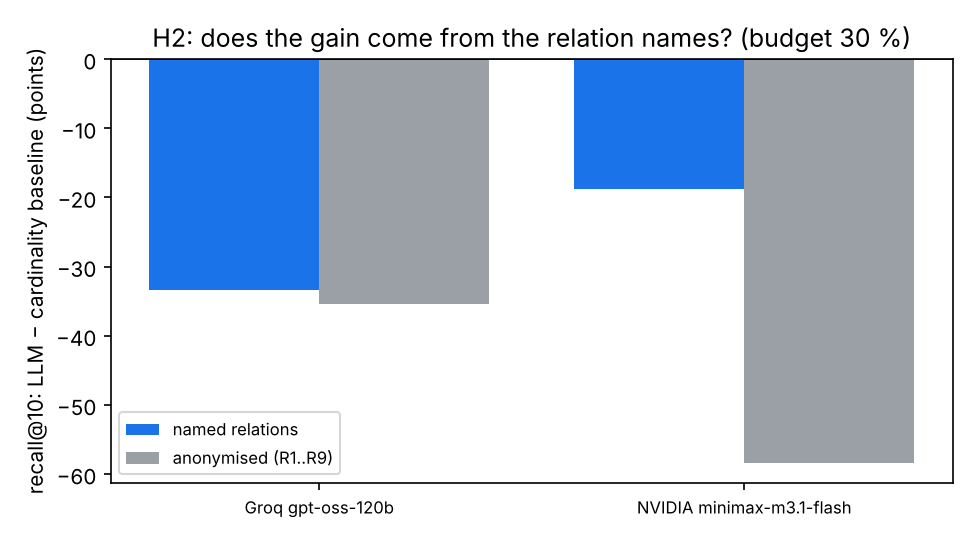 H2: does the gain come from the relation names? (budget 30 %)
recall@10: LLM − cardinality baseline (points)
0
−10
−20
−30
−40
−50
−60
named relations
anonymised (R1..R9)
Groq gpt-oss-120b
NVIDIA minimax-m3.1-flash